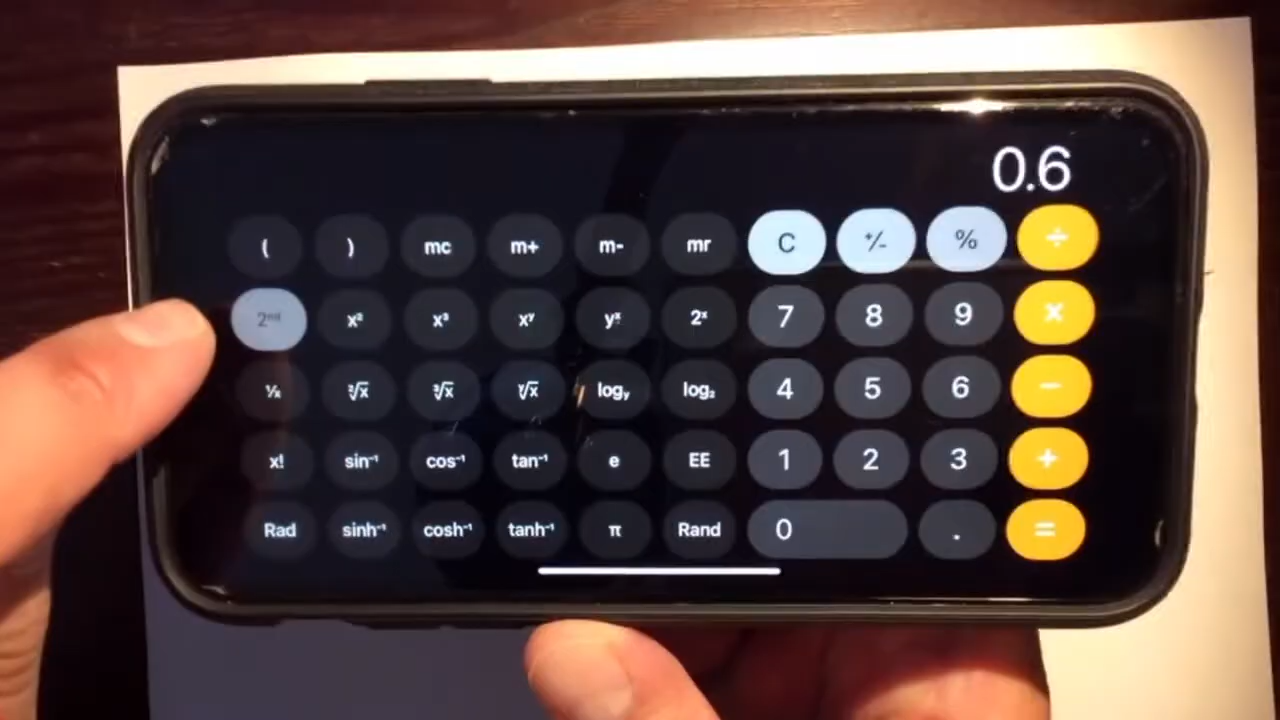 0.6
( ) mc m+ m- mr C ⁺/₋ % ÷
2ⁿᵈ x² x³ xʸ yˣ 2ˣ 7 8 9 ×
¹/ₓ ²√x ³√x ʸ√x logᵧ log₂ 4 5 6 −
x! sin⁻¹ cos⁻¹ tan⁻¹ e EE 1 2 3 +
Rad sinh⁻¹ cosh⁻¹ tanh⁻¹ π Rand 0 . =